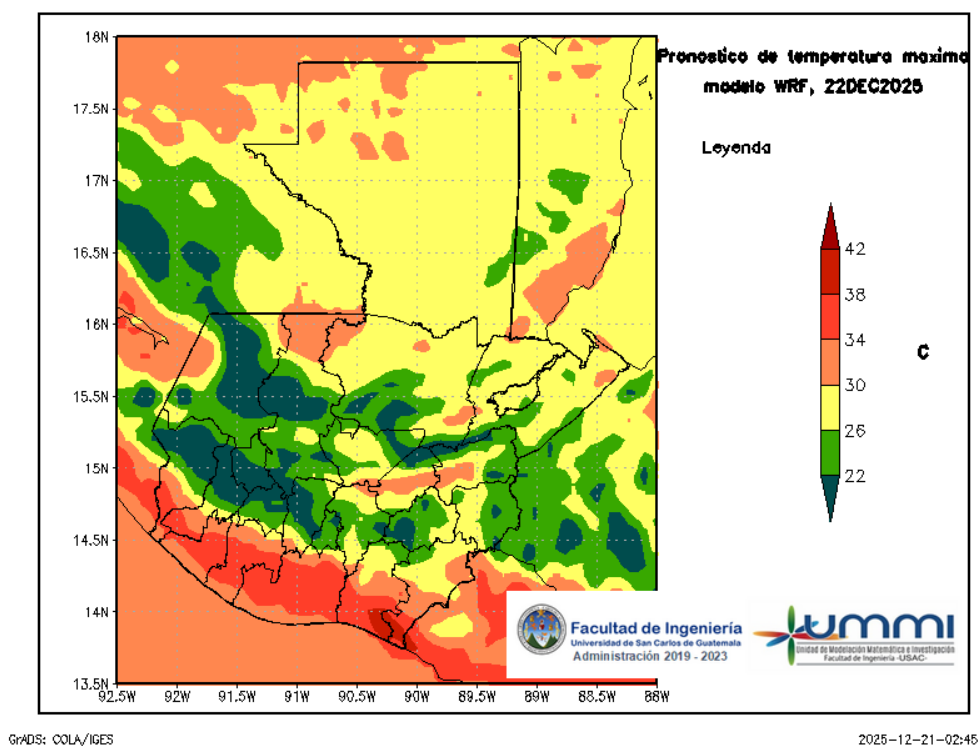 Pronostico de temperatura maxima
modelo WRF, 22DEC2025
Leyenda
18N
17.5N
17N
16.5N
16N
15.5N
15N
14.5N
14N
13.5N
92.5W
92W
91.5W
91W
90.5W
90W
89.5W
89W
88.5W
88W
42
38
34
30
26
22
C
Facultad de Ingeniería
Universidad de San Carlos de Guatemala
Administración 2019 - 2023
ummi
Unidad de Modelación Matemática e Investigación
Facultad de Ingeniería -USAC-
GrADS: COLA/IGES
2025-12-21-02:45